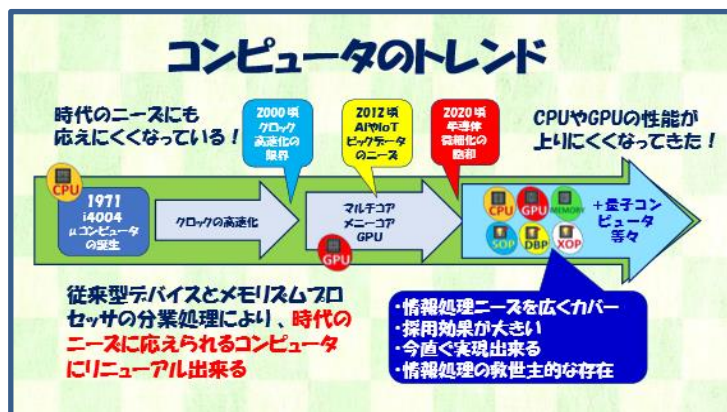 コンピュータのトレンド
時代のニーズにも
応えにくくなっている！
2000頃
クロック
高速化の
限界
2012頃
AIやIoT
ビックデータ
のニーズ
2020頃
半導体
微細化の
飽和
CPUやGPUの性能が
上りにくくなってきた！
CPU
1971
i4004
μコンピュータ
の誕生
クロックの高速化
マルチコア
メニーコア
GPU
GPU
CPU
GPU
MEMORY
SOP
DBP
XOP
＋量子コン
ピュータ
等々
従来型デバイスとメモリズムプロ
セッサの分業処理により、時代の
ニーズに応えられるコンピュータ
にリニューアル出来る
・情報処理ニーズを広くカバー
・採用効果が大きい
・今直ぐ実現出来る
・情報処理の救世主的な存在